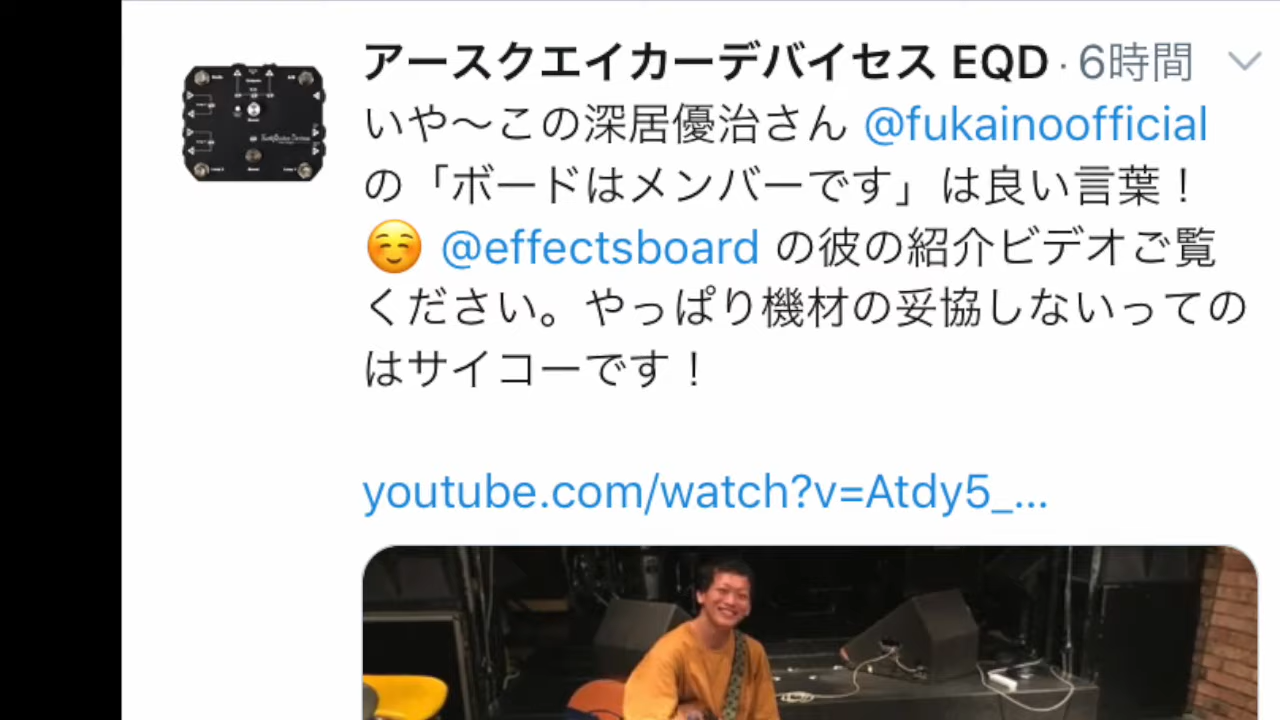 アースクエイカーデバイセス EQD · 6時間
いや〜この深居優治さん @fukainoofficial
の「ボードはメンバーです」は良い言葉！
☺️ @effectsboard の彼の紹介ビデオご覧
ください。やっぱり機材の妥協しないっての
はサイコーです！
youtube.com/watch?v=Atdy5_...